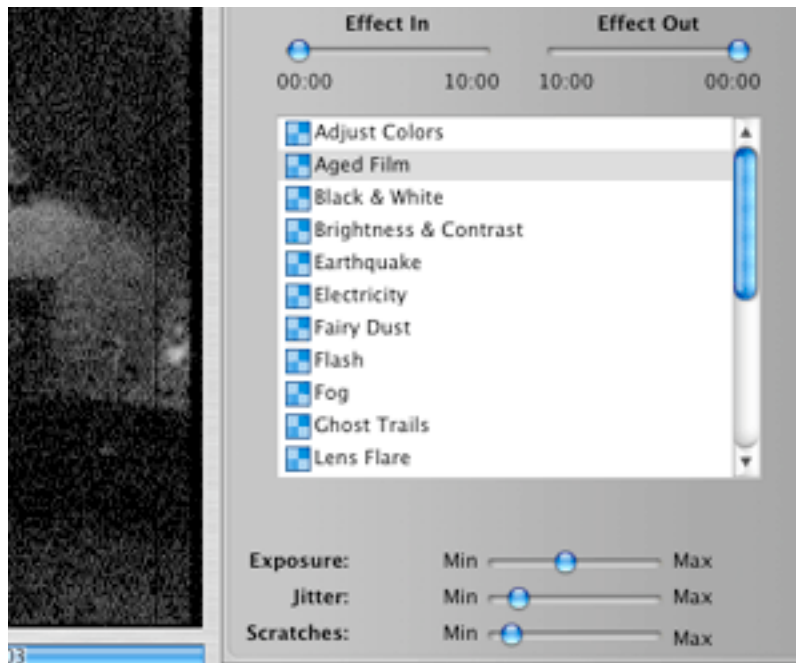 Effect In Effect Out
00:00 10:00 10:00 00:00
Adjust Colors
Aged Film
Black & White
Brightness & Contrast
Earthquake
Electricity
Fairy Dust
Flash
Fog
Ghost Trails
Lens Flare
Exposure: Min Max
Jitter: Min Max
Scratches: Min Max